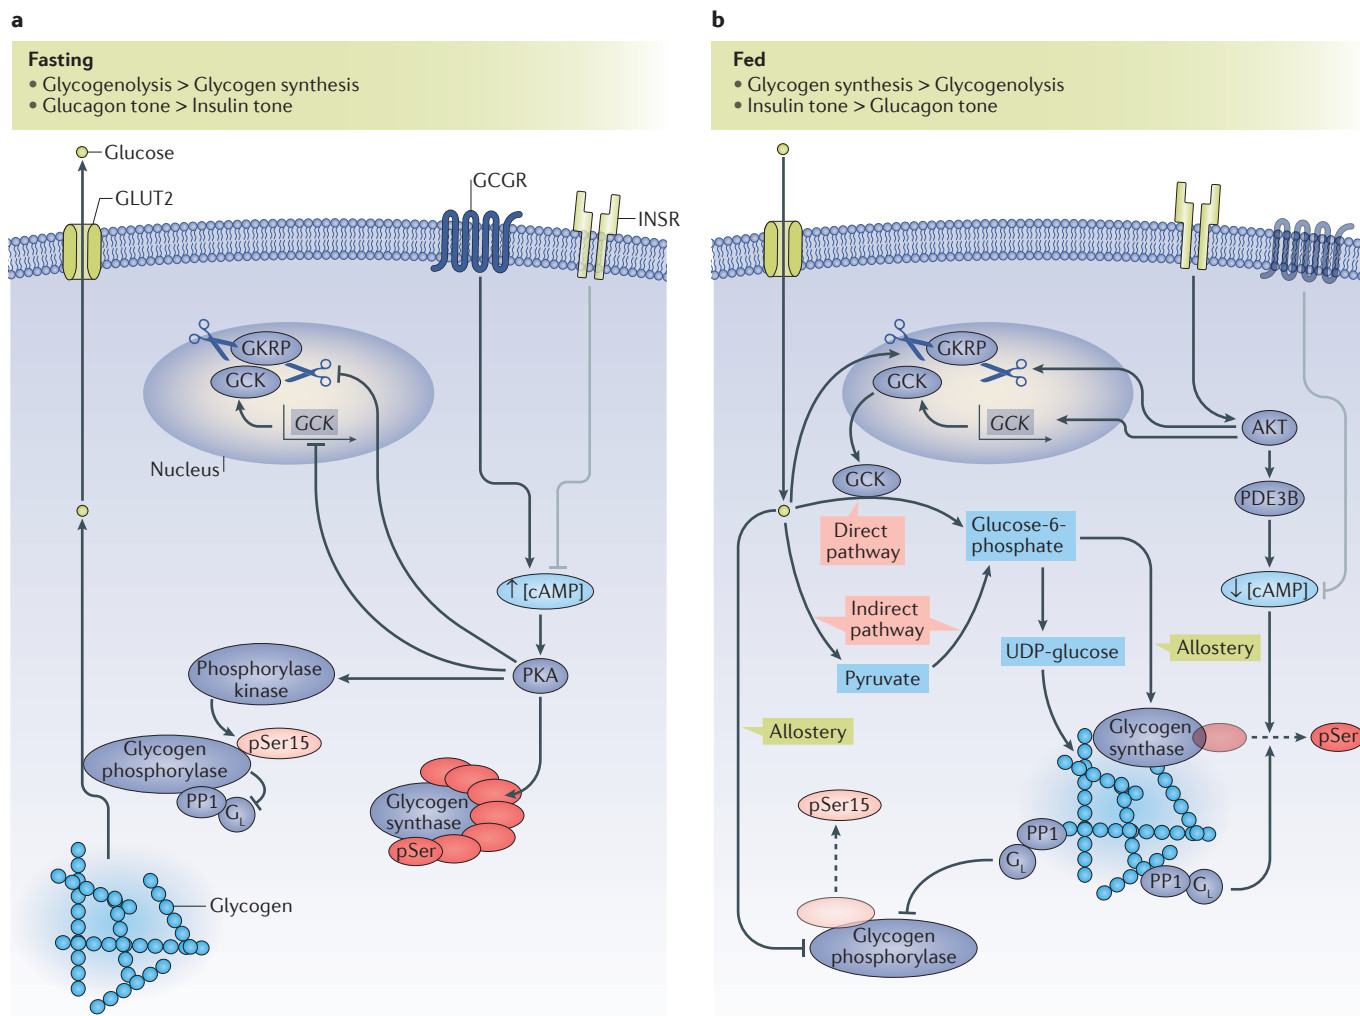 a
Fasting
• Glycogenolysis > Glycogen synthesis
• Glucagon tone > Insulin tone
Glucose
GLUT2
GCGR
INSR
GKRP
GCK
GCK
Nucleus
↑ [cAMP]
PKA
Phosphorylase
kinase
pSer15
Glycogen
phosphorylase
PP1
GL
Glycogen
synthase
pSer
Glycogen
b
Fed
• Glycogen synthesis > Glycogenolysis
• Insulin tone > Glucagon tone
GKRP
GCK
GCK
AKT
GCK
PDE3B
Direct
pathway
Glucose-6-
phosphate
↓ [cAMP]
Indirect
pathway
UDP-glucose
Allostery
Pyruvate
Allostery
Glycogen
synthase
pSer
pSer15
PP1
GL
PP1
GL
Glycogen
phosphorylase